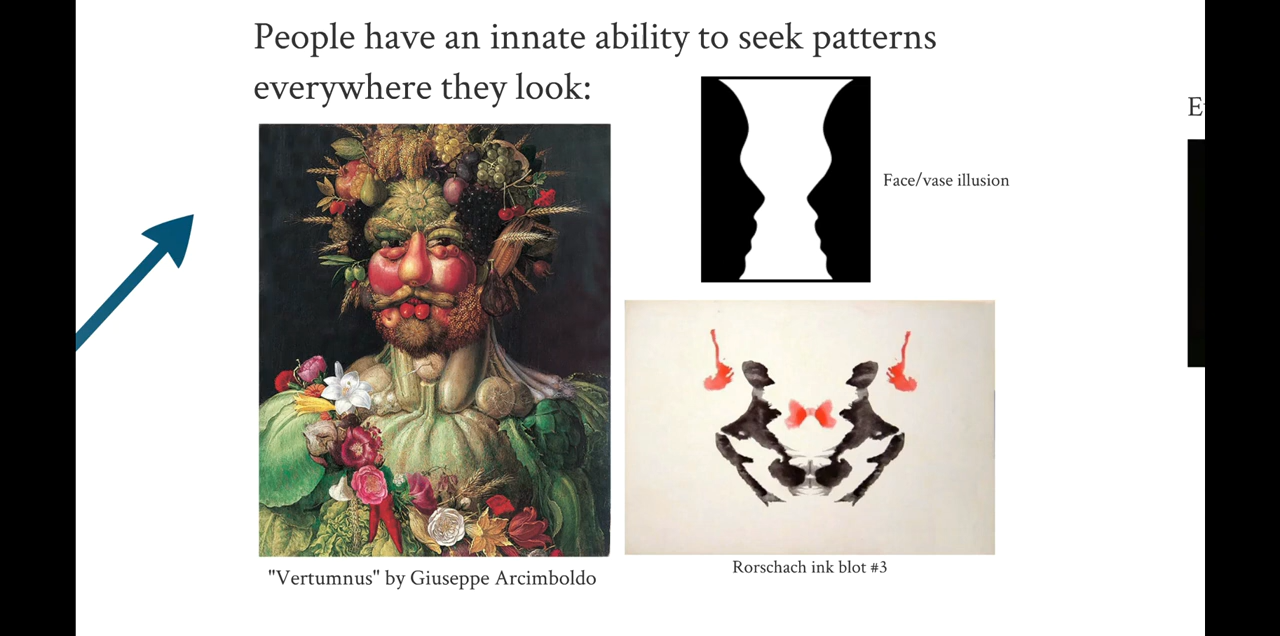 People have an innate ability to seek patterns
everywhere they look:
Face/vase illusion
"Vertumnus" by Giuseppe Arcimboldo
Rorschach ink blot #3